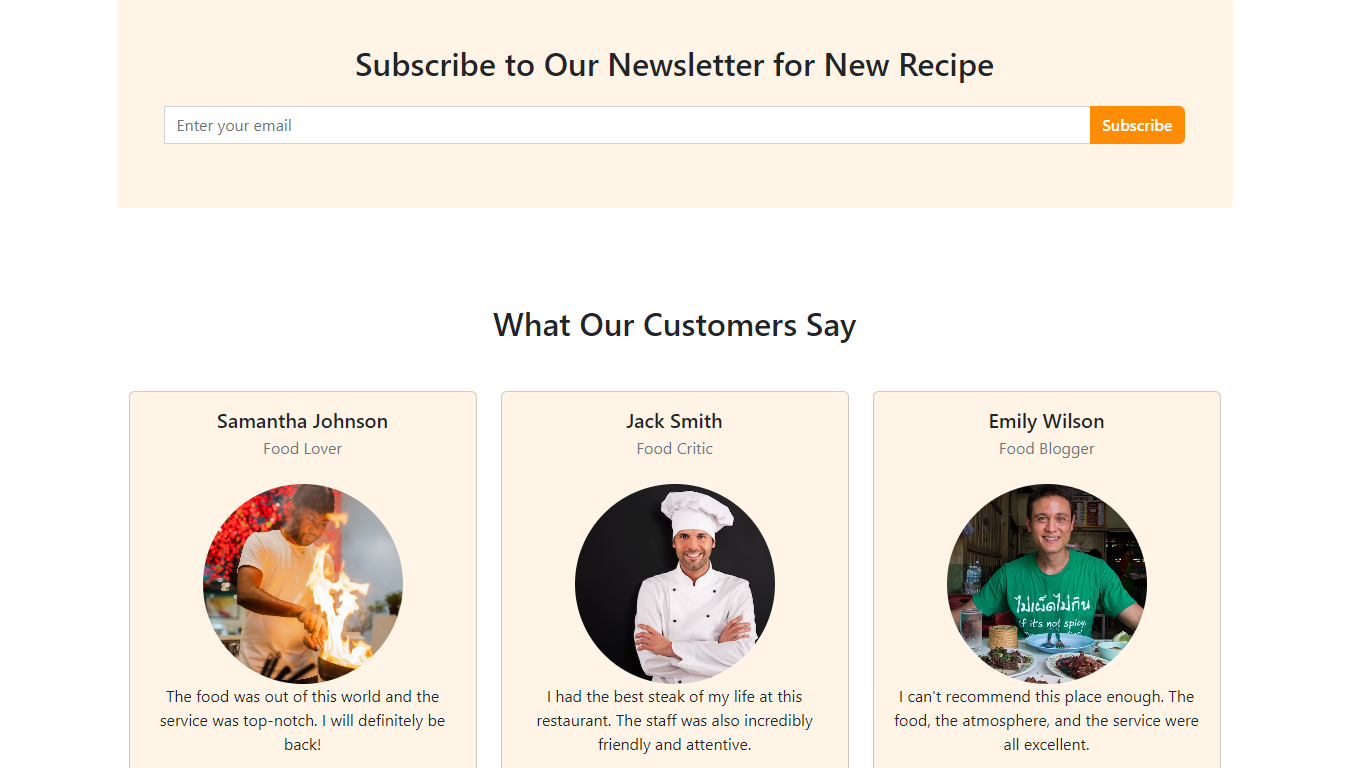 Subscribe to Our Newsletter for New Recipe
Enter your email
Subscribe
What Our Customers Say
Samantha Johnson
Food Lover
The food was out of this world and the
service was top-notch. I will definitely be
back!
Jack Smith
Food Critic
I had the best steak of my life at this
restaurant. The staff was also incredibly
friendly and attentive.
Emily Wilson
Food Blogger
ไม่เผ็ดไม่กิน
if it's not spicy,
I can't recommend this place enough. The
food, the atmosphere, and the service were
all excellent.